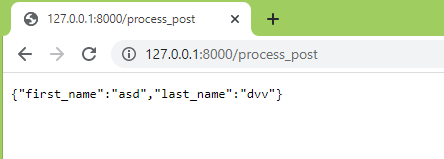 127.0.0.1:8000/process_post
127.0.0.1:8000/process_post
{"first_name":"asd","last_name":"dvv"}